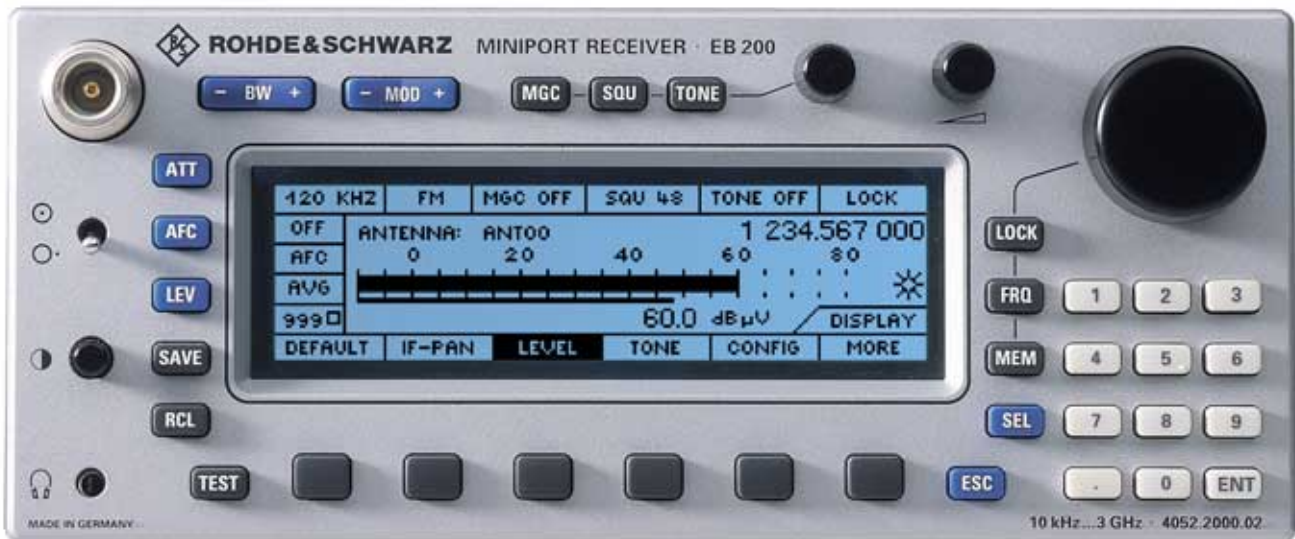 R&S ROHDE&SCHWARZ MINIPORT RECEIVER · EB 200
- BW + - MOD + MGC SQU TONE
ATT
AFC
LEV
SAVE
RCL
TEST
120 KHZ FM MGC OFF SQU 48 TONE OFF LOCK
OFF ANTENNA: ANT00 1 234.567 000
AFC 0 20 40 60 80
AVG
999 60.0 dBµV DISPLAY
DEFAULT IF-PAN LEVEL TONE CONFIG MORE
LOCK
FRQ 1 2 3
MEM 4 5 6
SEL 7 8 9
ESC . 0 ENT
MADE IN GERMANY
10 kHz...3 GHz · 4052.2000.02